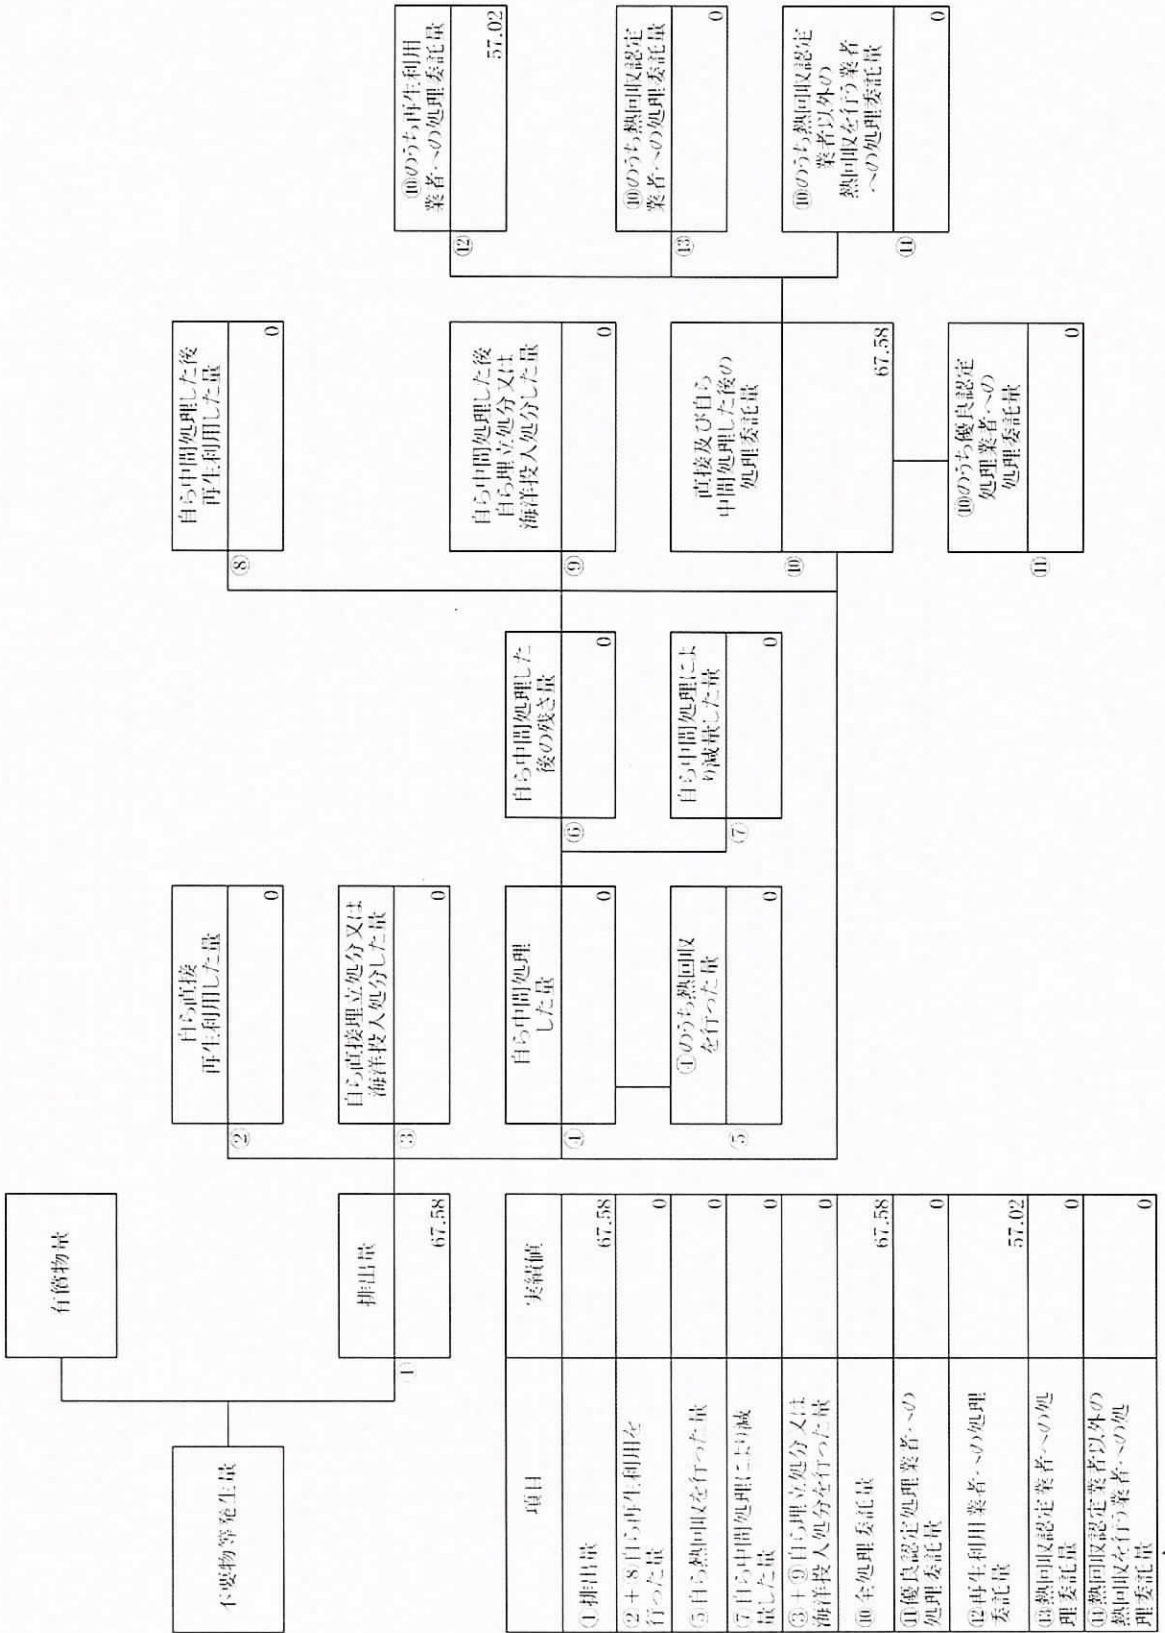 不要物等発生量
有償物量
排出量
①
67.58
自ら直接
再生利用した量
②
0
自ら直接埋立処分又は
海洋投入処分した量
③
0
自ら中間処理
した量
④
0
④のうち熱回収
を行った量
⑤
0
自ら中間処理した
後の残さ量
⑥
0
自ら中間処理によ
り減量した量
⑦
0
自ら中間処理した後
再生利用した量
⑧
0
自ら中間処理した後
自ら埋立処分又は
海洋投入処分した量
⑨
0
直接及び自ら
中間処理した後の
処理委託量
⑩
67.58
⑩のうち優良認定
処理業者への
処理委託量
⑪
0
⑩のうち再生利用
業者への処理委託量
⑫
57.02
⑩のうち熱回収認定
業者への処理委託量
⑬
0
⑩のうち熱回収認定
業者以外の
熱回収を行う業者
への処理委託量
⑭
0
項目
実績値
①排出量
67.58
②+⑧自ら再生利用を
行った量
0
⑤自ら熱回収を行った量
0
⑦自ら中間処理により減
量した量
0
③+⑨自ら埋立処分又は
海洋投入処分を行った量
0
⑩全処理委託量
67.58
⑪優良認定処理業者への
処理委託量
0
⑫再生利用業者への処理
委託量
57.02
⑬熱回収認定業者への処
理委託量
0
⑭熱回収認定業者以外の
熱回収を行う業者への処
理委託量
0